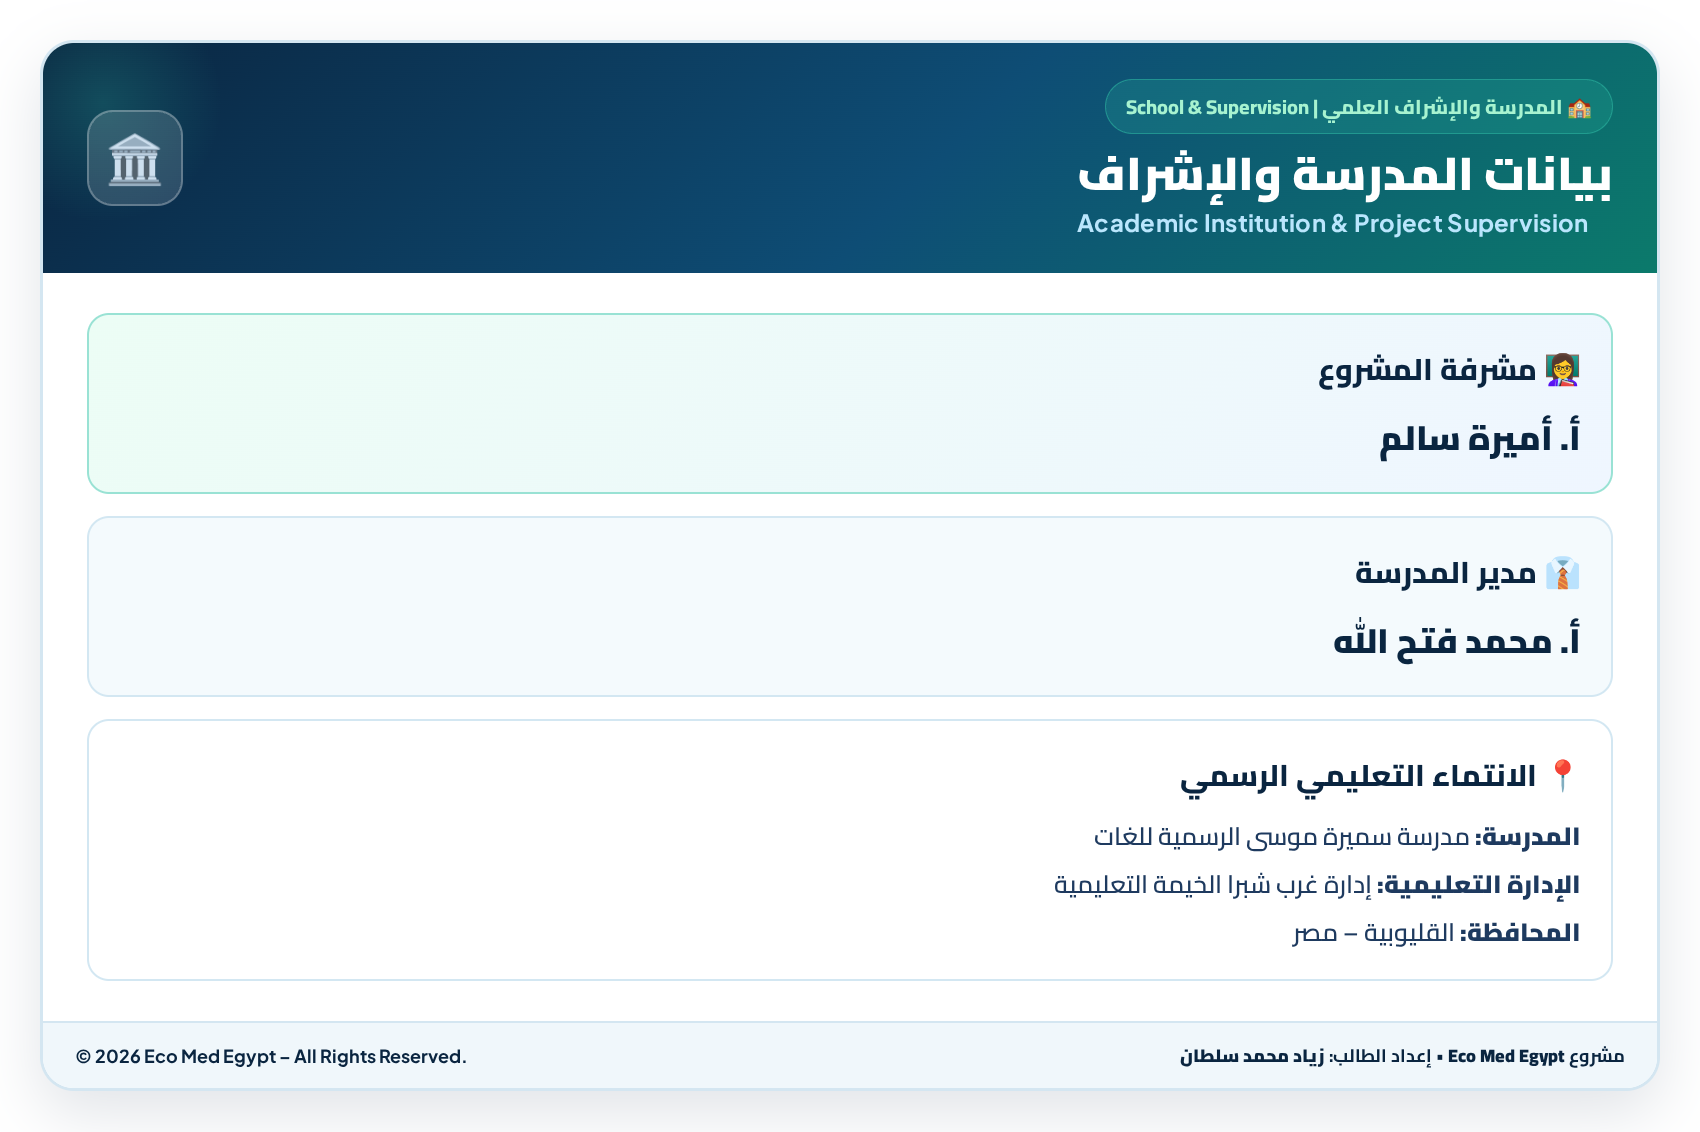 🏫 المدرسة والإشراف العلمي | School & Supervision
بيانات المدرسة والإشراف
Academic Institution & Project Supervision
👩‍🏫 مشرفة المشروع
أ. أميرة سالم
👔 مدير المدرسة
أ. محمد فتح الله
📍 الانتماء التعليمي الرسمي
المدرسة: مدرسة سميرة موسى الرسمية للغات
الإدارة التعليمية: إدارة غرب شبرا الخيمة التعليمية
المحافظة: القليوبية – مصر
مشروع Eco Med Egypt • إعداد الطالب: زياد محمد سلطان
© 2026 Eco Med Egypt – All Rights Reserved.